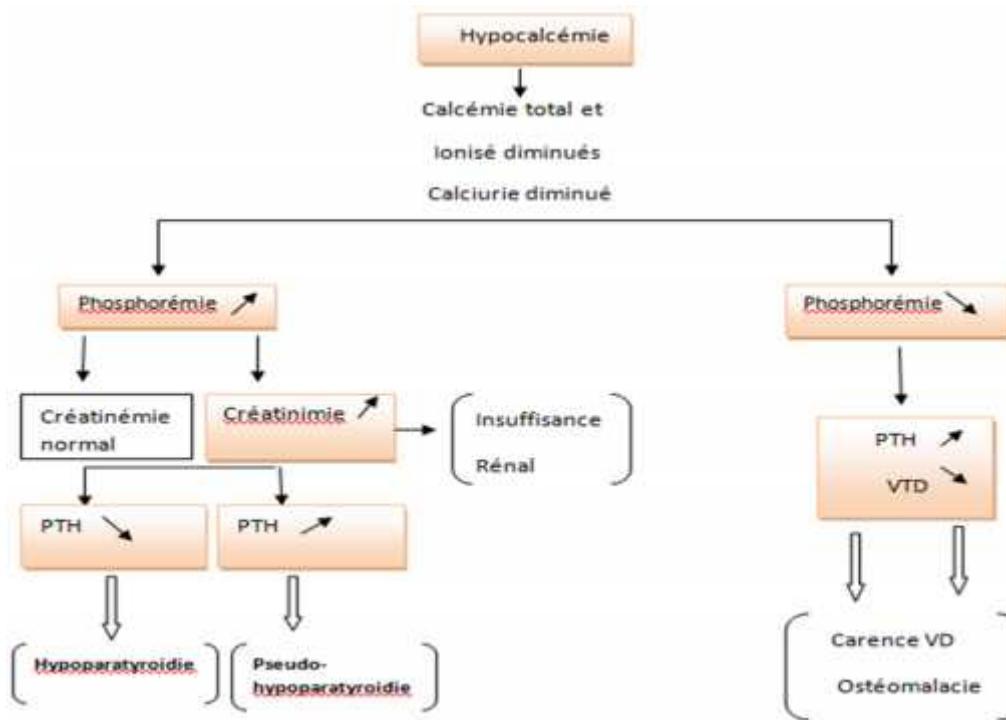 Hypocalcémie
Calcémie total et
Ionisé diminués
Calciurie diminué
Phosphorémie
Phosphorémie
Créatinémie
normal
Créatinimie
Insuffisance
Rénal
PTH
VTD
PTH
PTH
Hypoparatyroidie
Pseudo-
hypoparatyroidie
Carence VD
Ostéomalacie